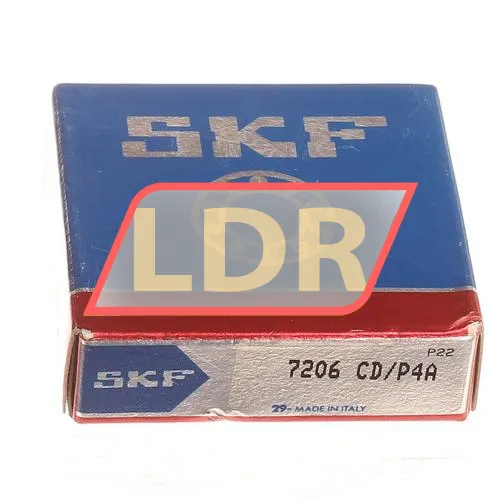 SKF
LDR
P22
SKF
7206 CD/P4A
29- MADE IN ITALY